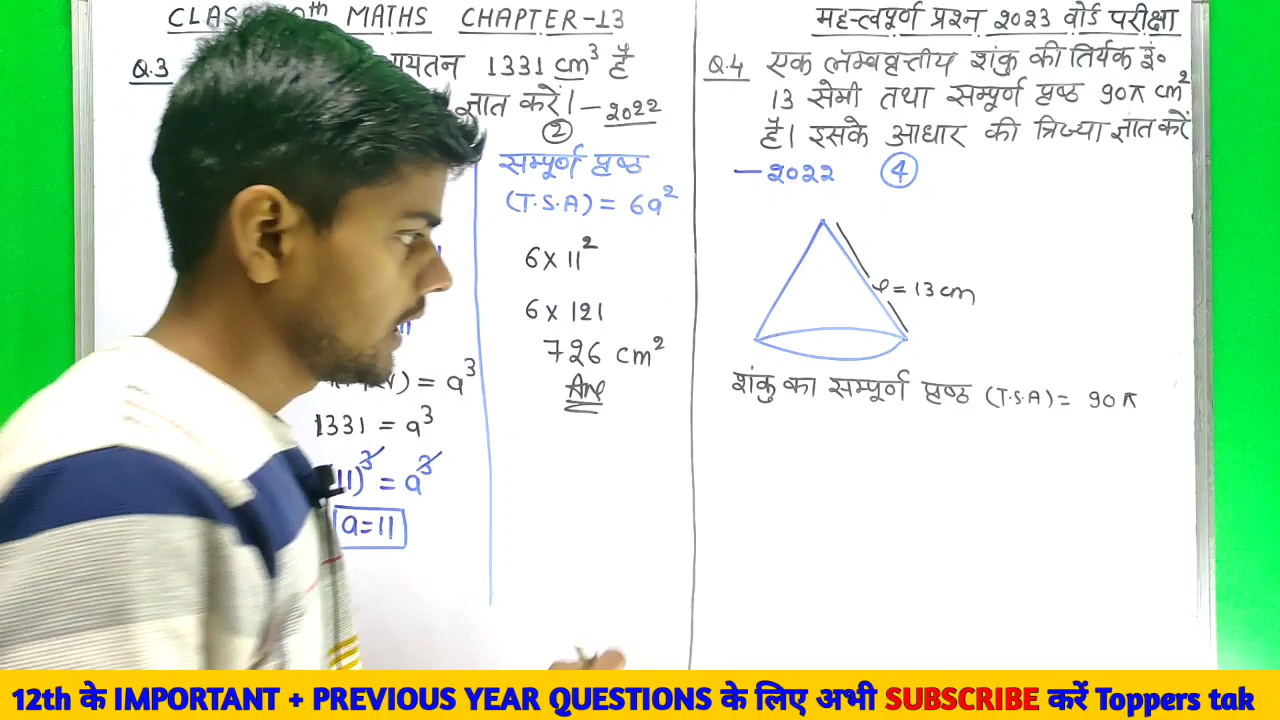 CLASS 10th MATHS CHAPTER-13
Q.3 आयतन 1331 cm³ है
ज्ञात करें। - 2022
②
सम्पूर्ण पृष्ठ
(T.S.A) = 6a²
6 × 11²
6 × 121
726 cm²
Ans
= a³
1331 = a³
11)³ = a³
a=11
महत्त्वपूर्ण प्रश्न 2023 बोर्ड परीक्षा
Q.4 एक लम्बवृत्तीय शंकु की तिर्यक ऊँ०
13 सेमी तथा सम्पूर्ण पृष्ठ 90π cm²
है। इसके आधार की त्रिज्या ज्ञात करें
- 2022 ④
l = 13 cm
शंकु का सम्पूर्ण पृष्ठ (T.S.A) = 90π
12th के IMPORTANT + PREVIOUS YEAR QUESTIONS के लिए अभी SUBSCRIBE करें Toppers tak